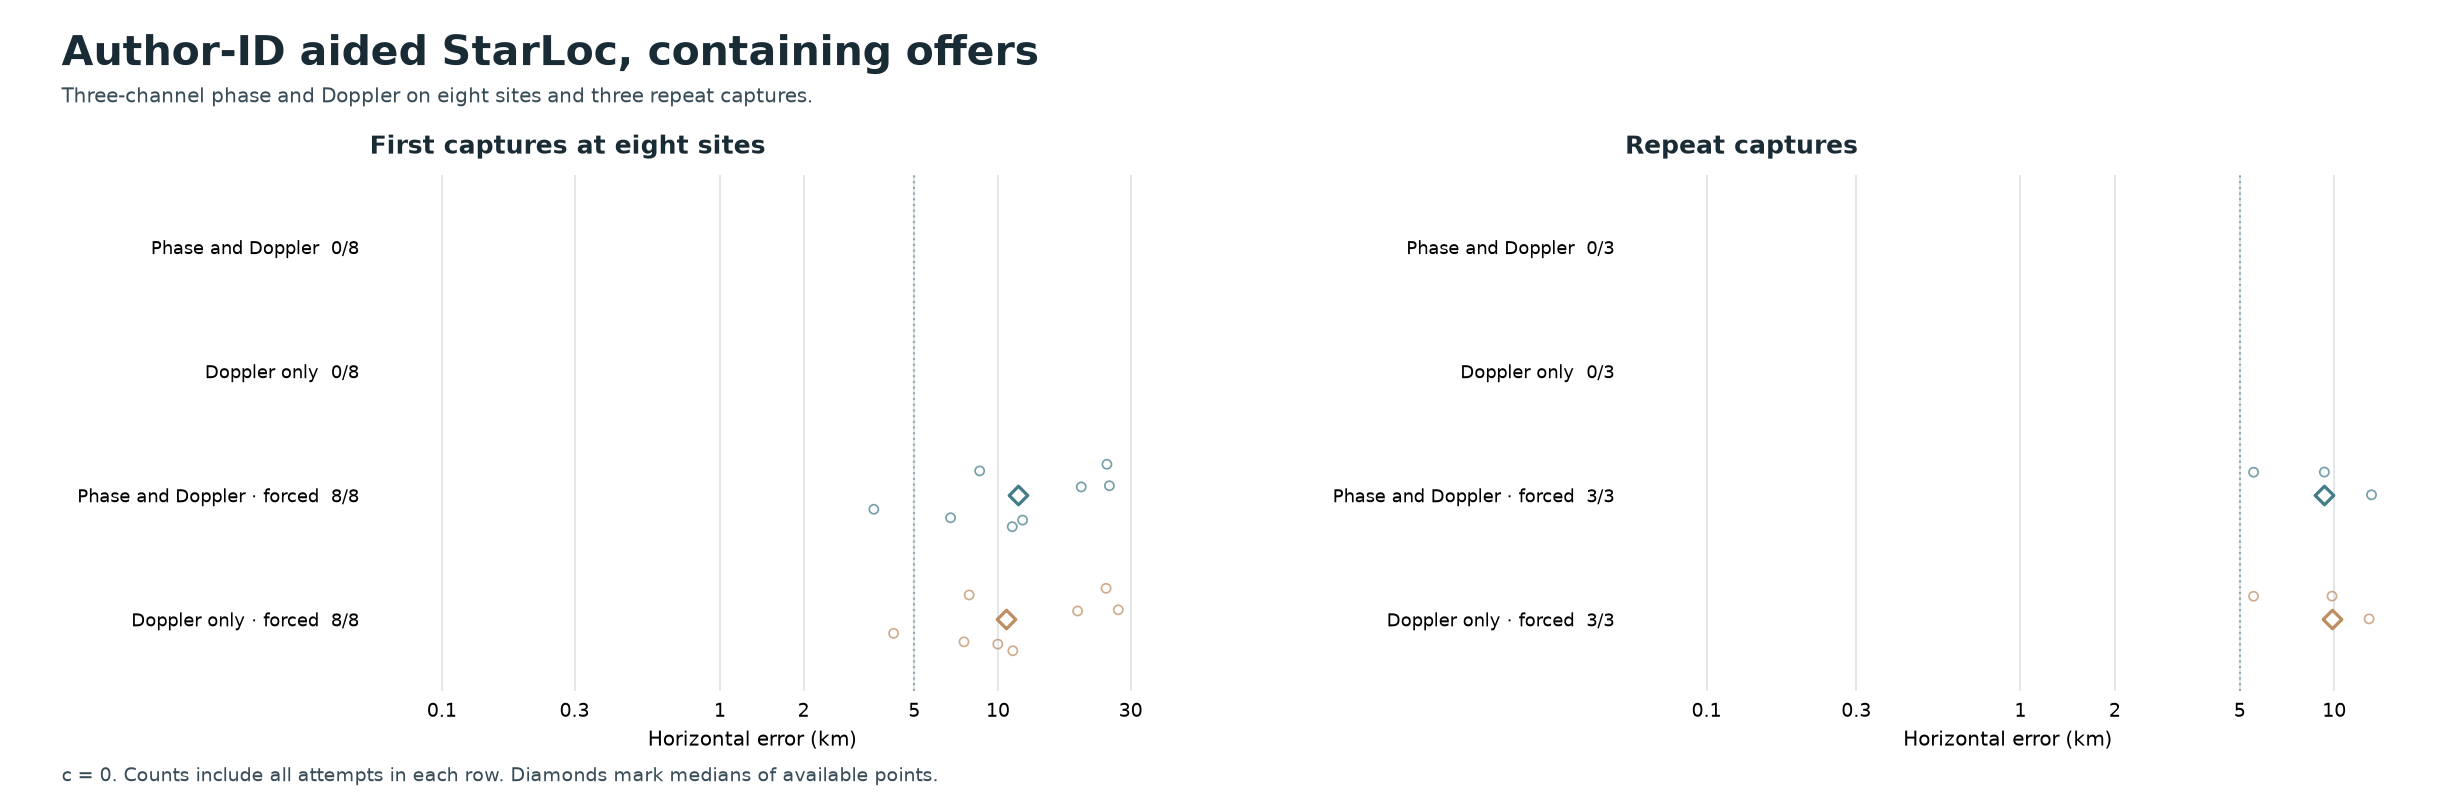 Author-ID aided StarLoc, containing offers
Three-channel phase and Doppler on eight sites and three repeat captures.
First captures at eight sites
Phase and Doppler 0/8
Doppler only 0/8
Phase and Doppler · forced 8/8
Doppler only · forced 8/8
0.1 0.3 1 2 5 10 30
Horizontal error (km)
Repeat captures
Phase and Doppler 0/3
Doppler only 0/3
Phase and Doppler · forced 3/3
Doppler only · forced 3/3
0.1 0.3 1 2 5 10
Horizontal error (km)
c = 0. Counts include all attempts in each row. Diamonds mark medians of available points.